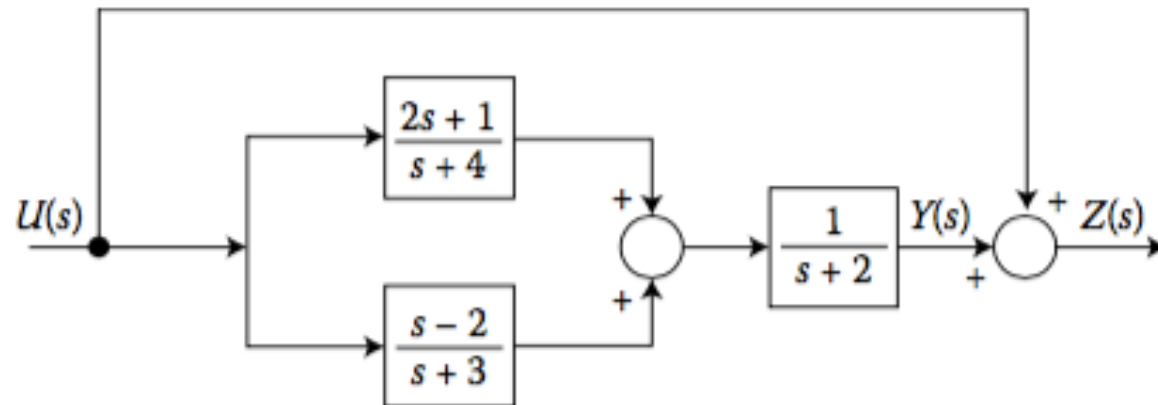 2s + 1
s + 4
U(s)
+
+
1
s + 2
Y(s)
+
+
Z(s)
s − 2
s + 3